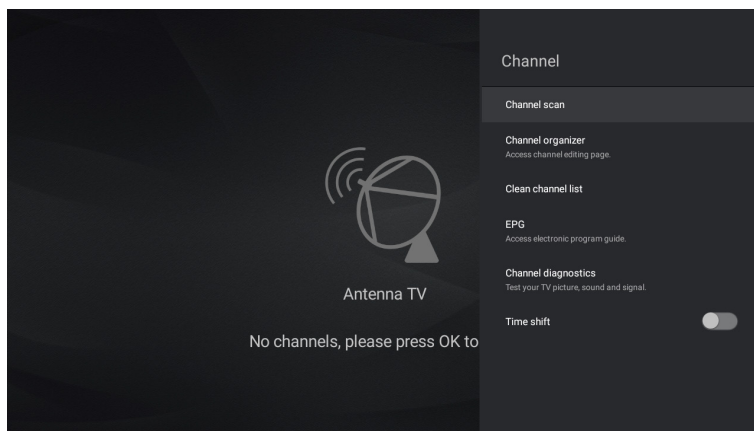 Channel
Channel scan
Channel organizer
Access channel editing page.
Clean channel list
EPG
Access electronic program guide.
Channel diagnostics
Test your TV picture, sound and signal.
Time shift
Antenna TV
No channels, please press OK to